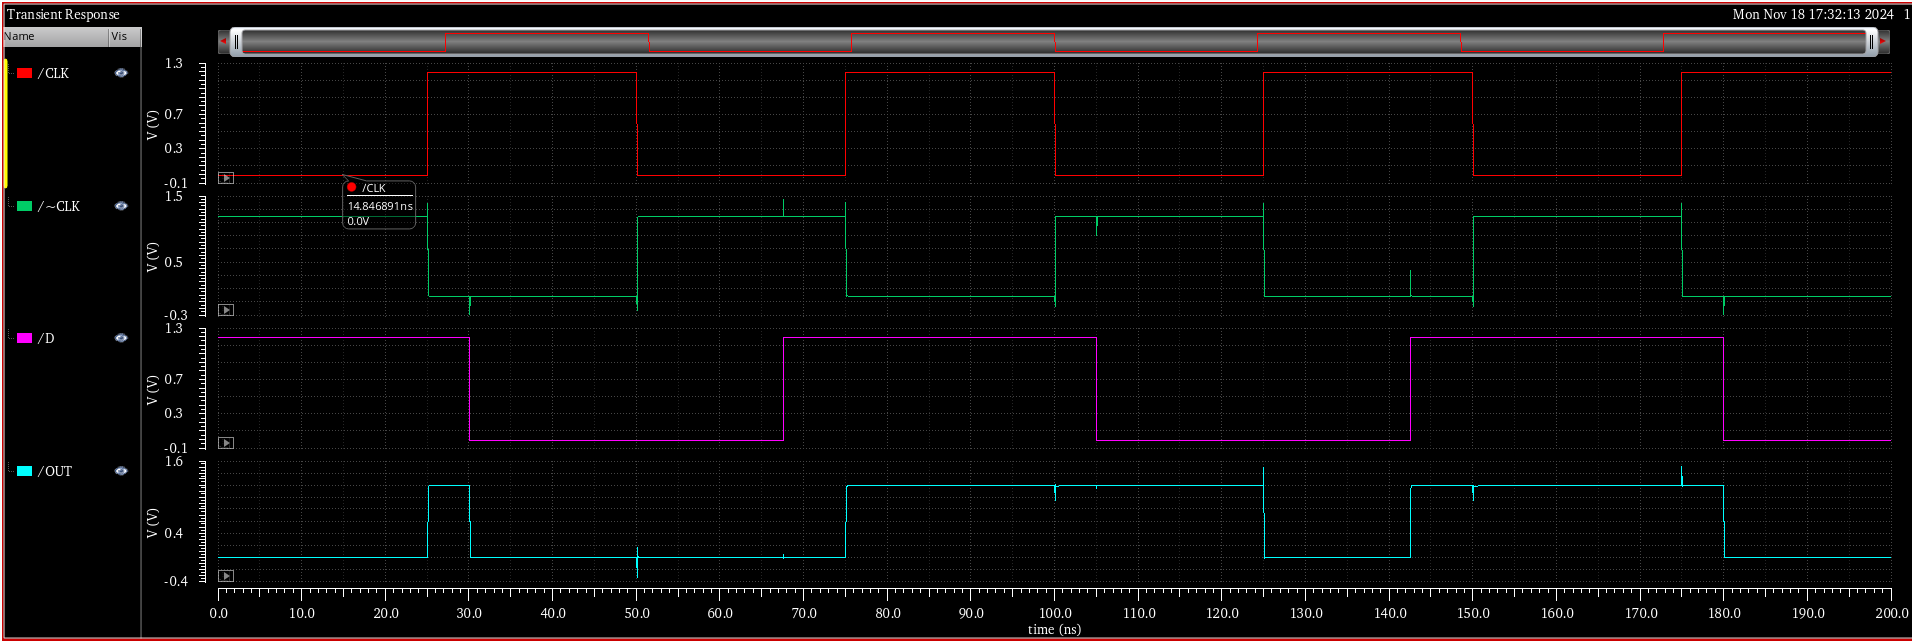 Transient Response
Mon Nov 18 17:32:13 2024 1
Name Vis
/CLK
/~CLK
/D
/OUT
V (V)
1.3
0.7
0.3
-0.1
/CLK
14.846891ns
0.0V
V (V)
1.5
0.5
-0.3
V (V)
1.3
0.7
0.3
-0.1
V (V)
1.6
0.4
-0.4
0.0 10.0 20.0 30.0 40.0 50.0 60.0 70.0 80.0 90.0 100.0 110.0 120.0 130.0 140.0 150.0 160.0 170.0 180.0 190.0 200.0
time (ns)